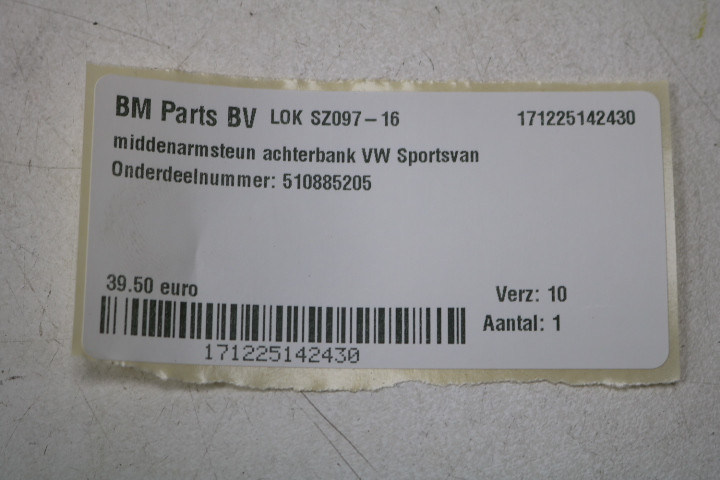 BM Parts BV LOK SZ097-16 171225142430
middenarmsteun achterbank VW Sportsvan
Onderdeelnummer: 510885205
39.50 euro
Verz: 10
Aantal: 1
171225142430